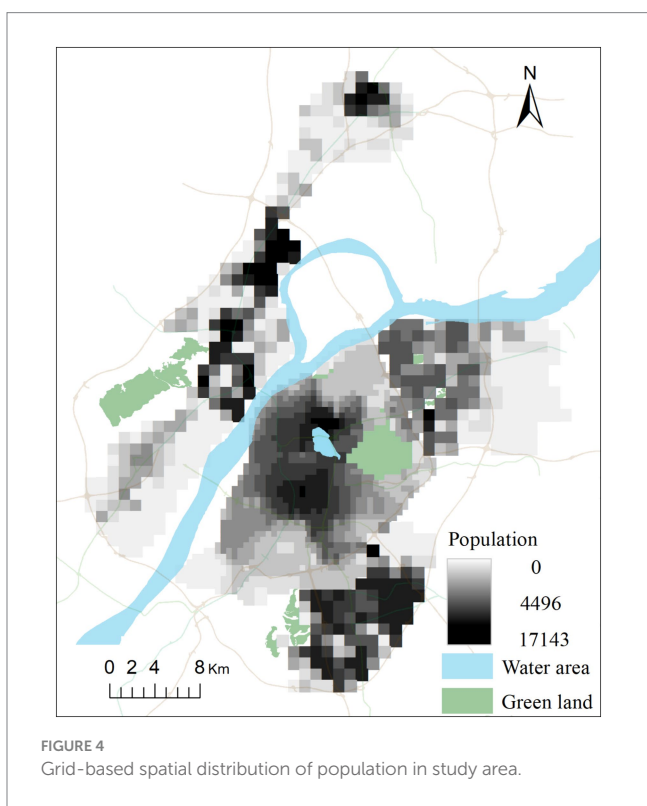 N
Population
0
4496
17143
Water area
Green land
0 2 4 8 Km
FIGURE 4
Grid-based spatial distribution of population in study area.